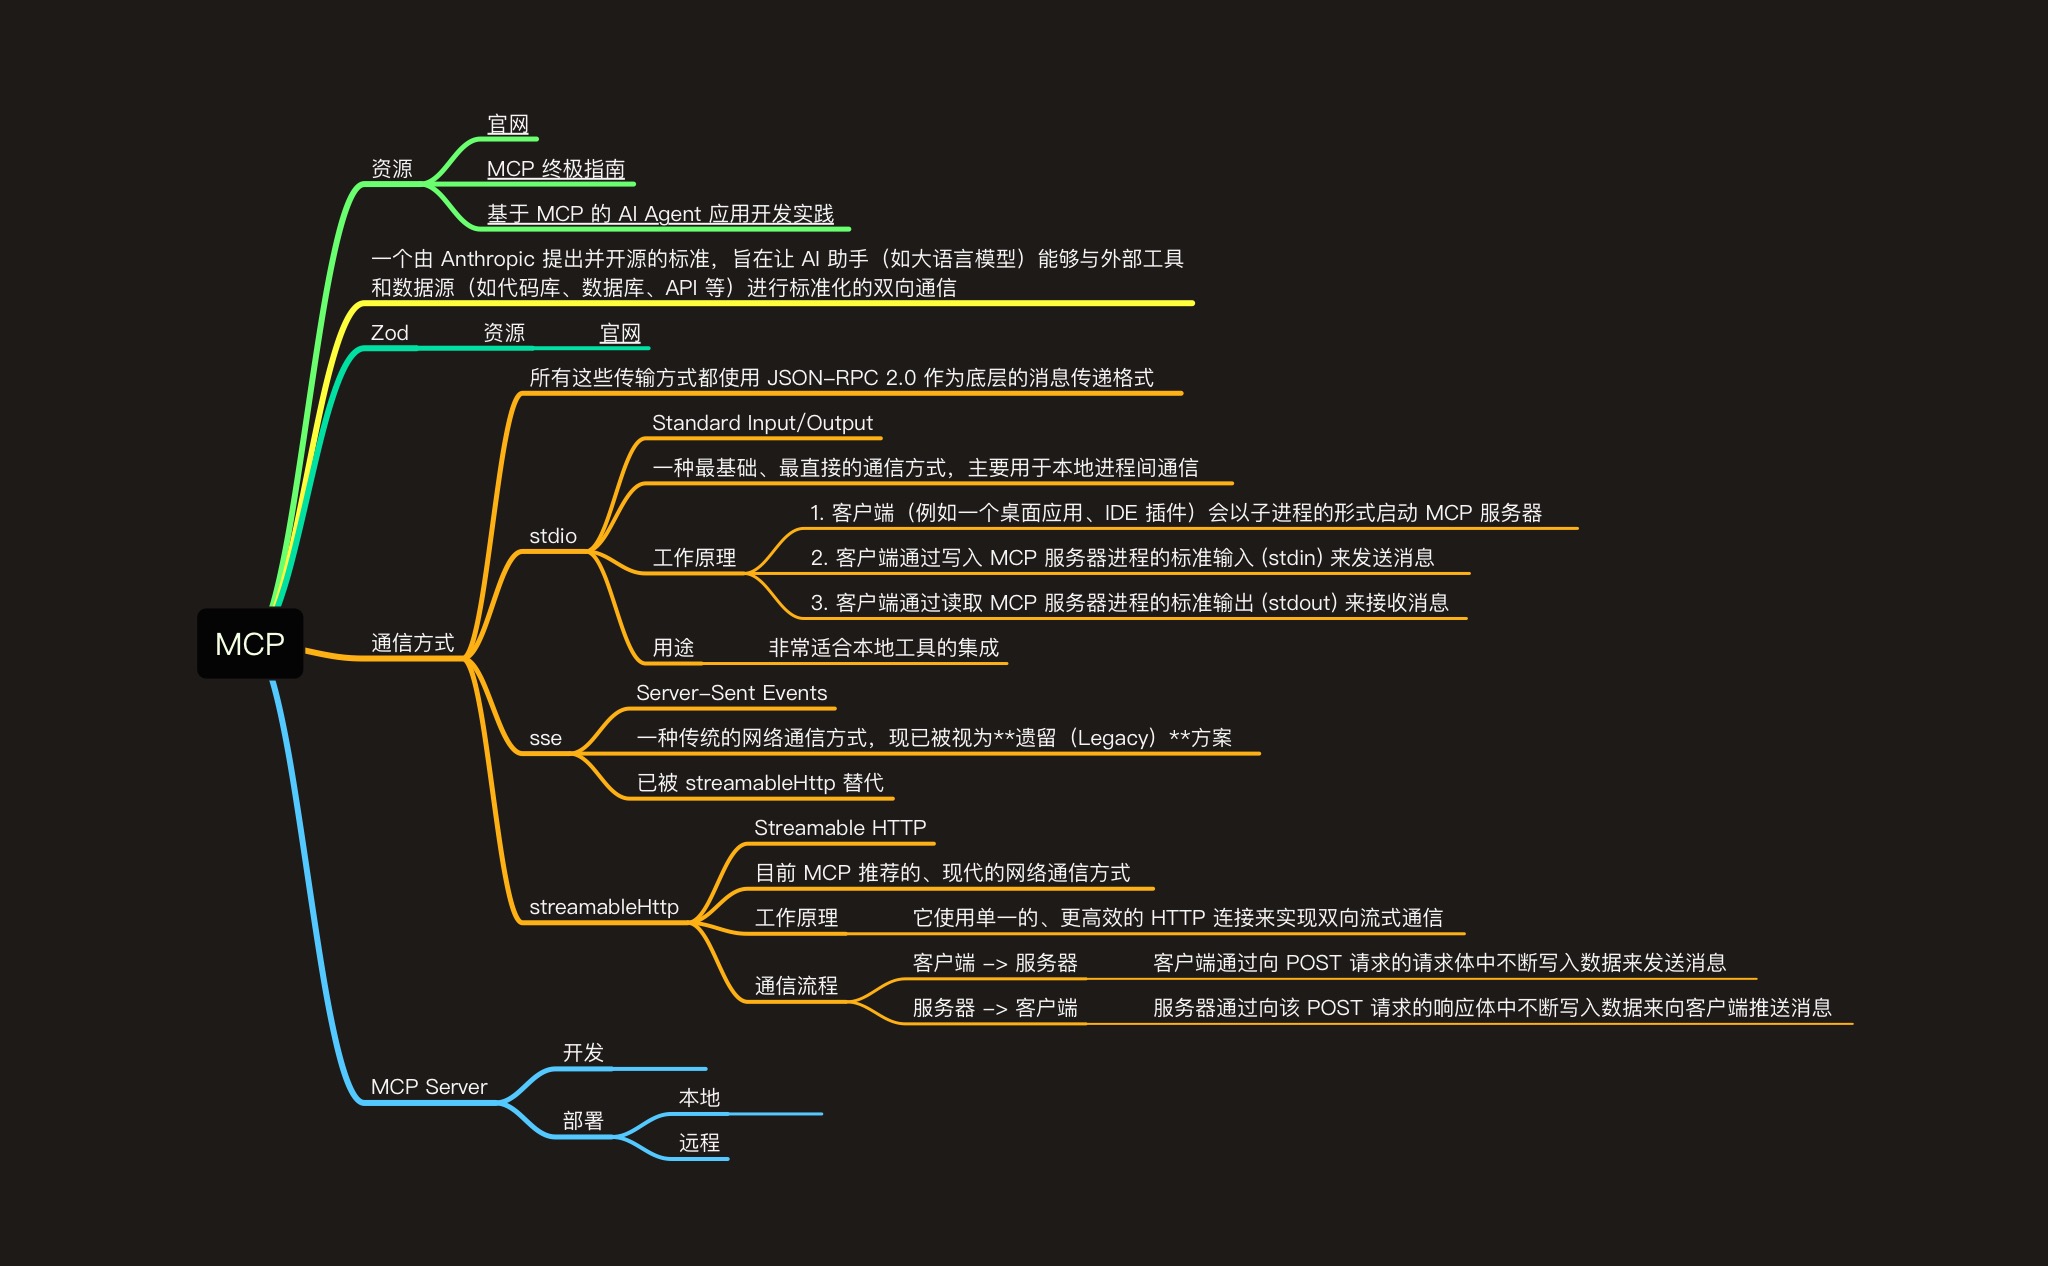 官网
资源
MCP 终极指南
基于 MCP 的 AI Agent 应用开发实践
一个由 Anthropic 提出并开源的标准，旨在让 AI 助手（如大语言模型）能够与外部工具
和数据源（如代码库、数据库、API 等）进行标准化的双向通信
Zod
资源
官网
所有这些传输方式都使用 JSON-RPC 2.0 作为底层的消息传递格式
Standard Input/Output
一种最基础、最直接的通信方式，主要用于本地进程间通信
stdio
工作原理
1. 客户端（例如一个桌面应用、IDE 插件）会以子进程的形式启动 MCP 服务器
2. 客户端通过写入 MCP 服务器进程的标准输入 (stdin) 来发送消息
3. 客户端通过读取 MCP 服务器进程的标准输出 (stdout) 来接收消息
用途
非常适合本地工具的集成
MCP
通信方式
Server-Sent Events
sse
一种传统的网络通信方式，现已被视为**遗留（Legacy）**方案
已被 streamableHttp 替代
Streamable HTTP
目前 MCP 推荐的、现代的网络通信方式
streamableHttp
工作原理
它使用单一的、更高效的 HTTP 连接来实现双向流式通信
通信流程
客户端 -> 服务器
客户端通过向 POST 请求的请求体中不断写入数据来发送消息
服务器 -> 客户端
服务器通过向该 POST 请求的响应体中不断写入数据来向客户端推送消息
MCP Server
开发
部署
本地
远程